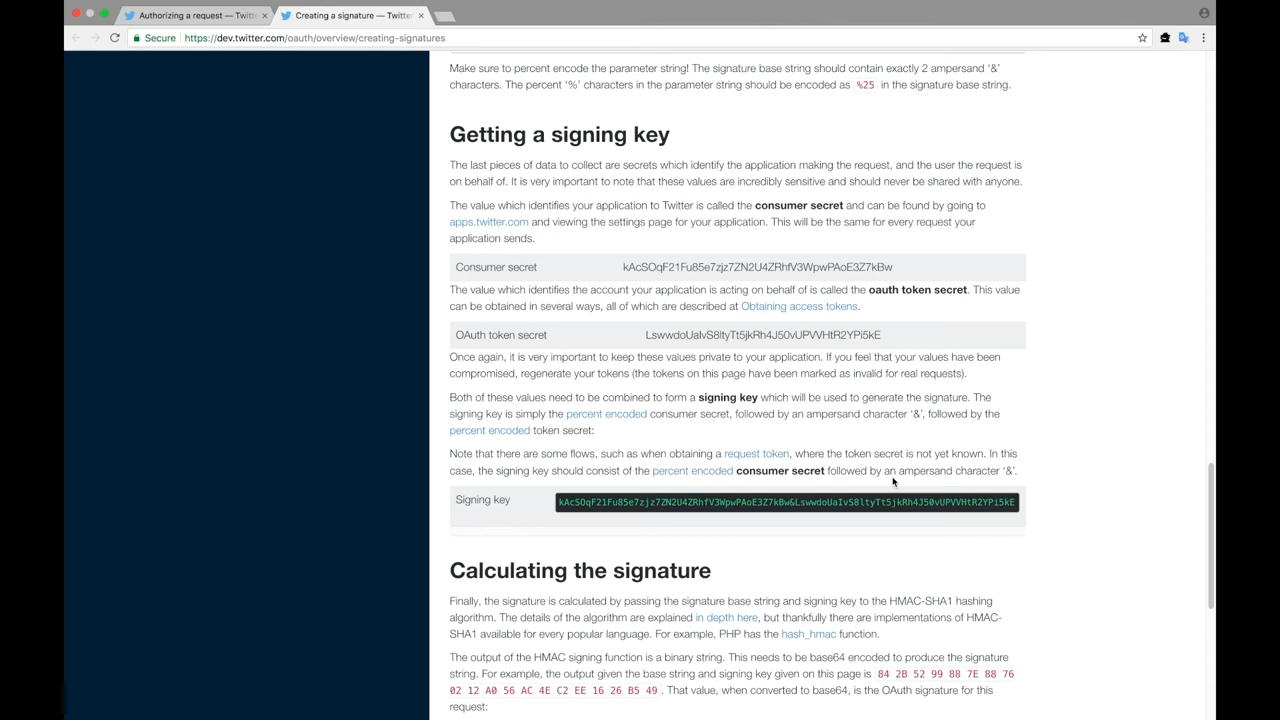 Authorizing a request — Twitte
Creating a signature — Twitter
Secure https://dev.twitter.com/oauth/overview/creating-signatures
Make sure to percent encode the parameter string! The signature base string should contain exactly 2 ampersand ‘&’
characters. The percent ‘%’ characters in the parameter string should be encoded as %25 in the signature base string.
Getting a signing key
The last pieces of data to collect are secrets which identify the application making the request, and the user the request is
on behalf of. It is very important to note that these values are incredibly sensitive and should never be shared with anyone.
The value which identifies your application to Twitter is called the consumer secret and can be found by going to
apps.twitter.com and viewing the settings page for your application. This will be the same for every request your
application sends.
Consumer secret kAcSOqF21Fu85e7zjz7ZN2U4ZRhfV3WpwPAoE3Z7kBw
The value which identifies the account your application is acting on behalf of is called the oauth token secret. This value
can be obtained in several ways, all of which are described at Obtaining access tokens.
OAuth token secret LswwdoUaIvS8ltyTt5jkRh4J50vUPVVHtR2YPi5kE
Once again, it is very important to keep these values private to your application. If you feel that your values have been
compromised, regenerate your tokens (the tokens on this page have been marked as invalid for real requests).
Both of these values need to be combined to form a signing key which will be used to generate the signature. The
signing key is simply the percent encoded consumer secret, followed by an ampersand character ‘&’, followed by the
percent encoded token secret:
Note that there are some flows, such as when obtaining a request token, where the token secret is not yet known. In this
case, the signing key should consist of the percent encoded consumer secret followed by an ampersand character ‘&’.
Signing key kAcSOqF21Fu85e7zjz7ZN2U4ZRhfV3WpwPAoE3Z7kBw&LswwdoUaIvS8ltyTt5jkRh4J50vUPVVHtR2YPi5kE
Calculating the signature
Finally, the signature is calculated by passing the signature base string and signing key to the HMAC-SHA1 hashing
algorithm. The details of the algorithm are explained in depth here, but thankfully there are implementations of HMAC-
SHA1 available for every popular language. For example, PHP has the hash_hmac function.
The output of the HMAC signing function is a binary string. This needs to be base64 encoded to produce the signature
string. For example, the output given the base string and signing key given on this page is 84 2B 52 99 88 7E 88 76
02 12 A0 56 AC 4E C2 EE 16 26 B5 49 . That value, when converted to base64, is the OAuth signature for this
request: